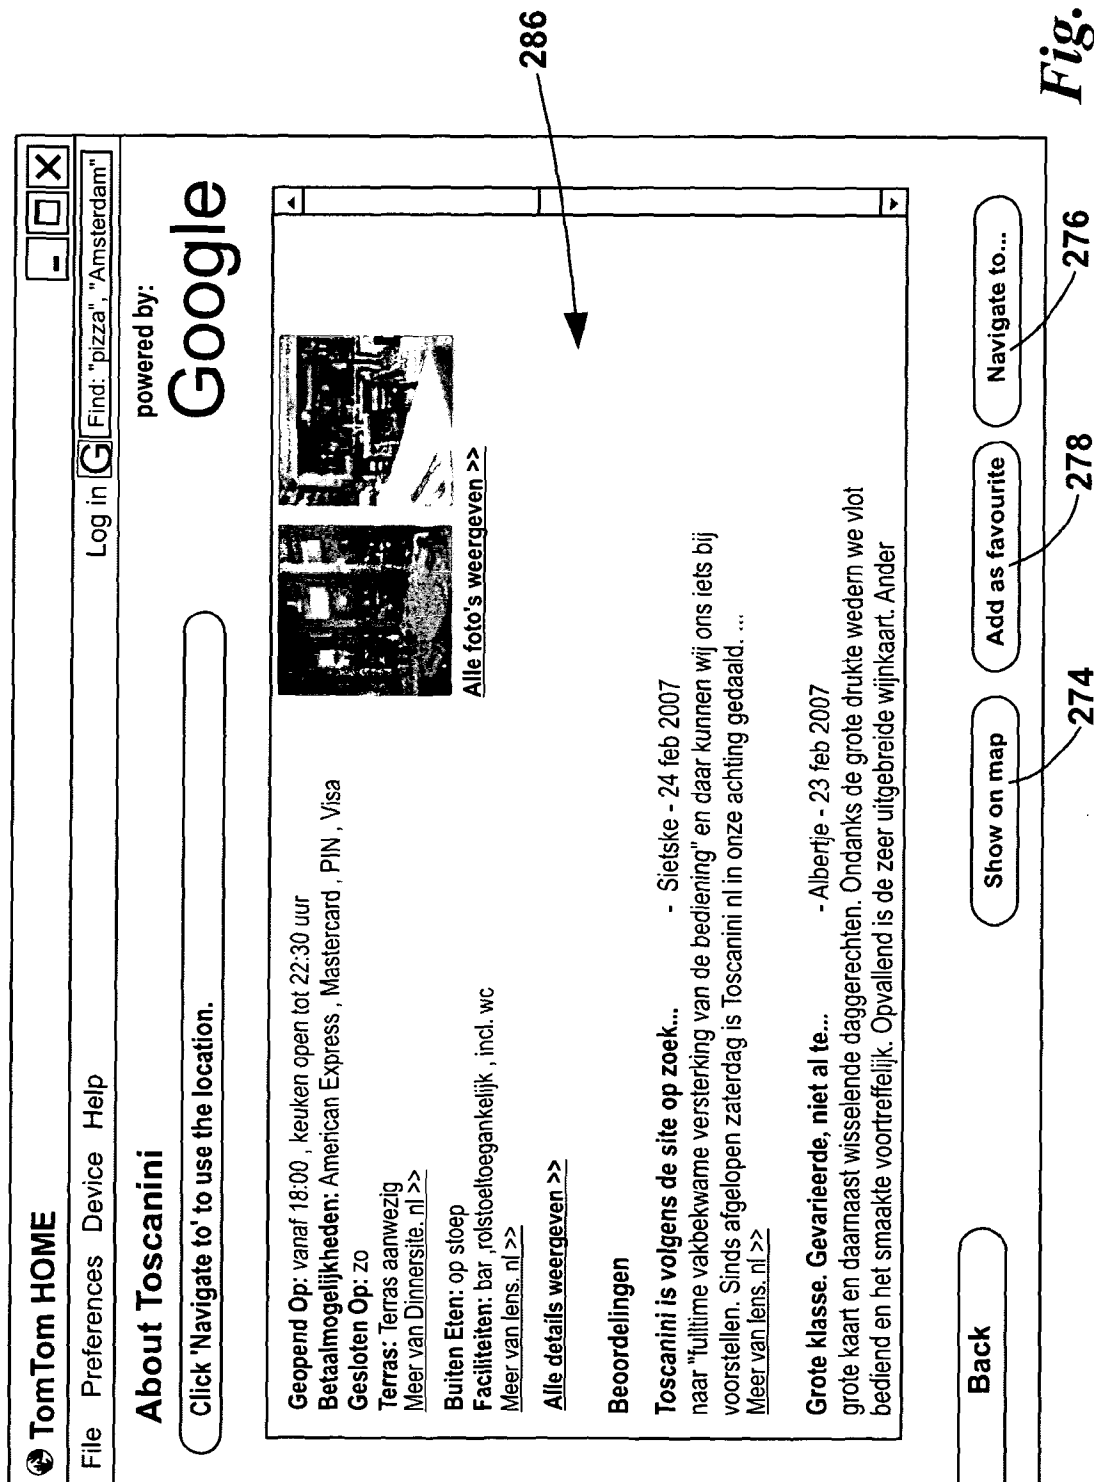 TomTom HOME
File Preferences Device Help
Log in G Find: "pizza", "Amsterdam"
About Toscanini
powered by:
Google
Click 'Navigate to' to use the location.
Geopend Op: vanaf 18:00 , keuken open tot 22:30 uur
Betaalmogelijkheden: American Express , Mastercard , PIN , Visa
Gesloten Op: zo
Terras: Terras aanwezig
Meer van Dinnersite. nl >>
Buiten Eten: op stoep
Faciliteiten: bar ,rolstoeltoegankelijk , incl. wc
Meer van Iens. nl >>
Alle details weergeven >>
Alle foto's weergeven >>
Beoordelingen
Toscanini is volgens de site op zoek... - Sietske - 24 feb 2007
naar "fulltime vakbekwame versterking van de bediening" en daar kunnen wij ons iets bij
voorstellen. Sinds afgelopen zaterdag is Toscanini nl in onze achting gedaald. ...
Meer van Iens. nl >>
Grote klasse. Gevarieerde, niet al te... - Albertje - 23 feb 2007
grote kaart en daarnaast wisselende daggerechten. Ondanks de grote drukte wedern we vlot
bediend en het smaakte voortreffelijk. Opvallend is de zeer uitgebreide wijnkaart. Ander
Back
Show on map
Add as favourite
Navigate to...
286
274
278
276
Fig.